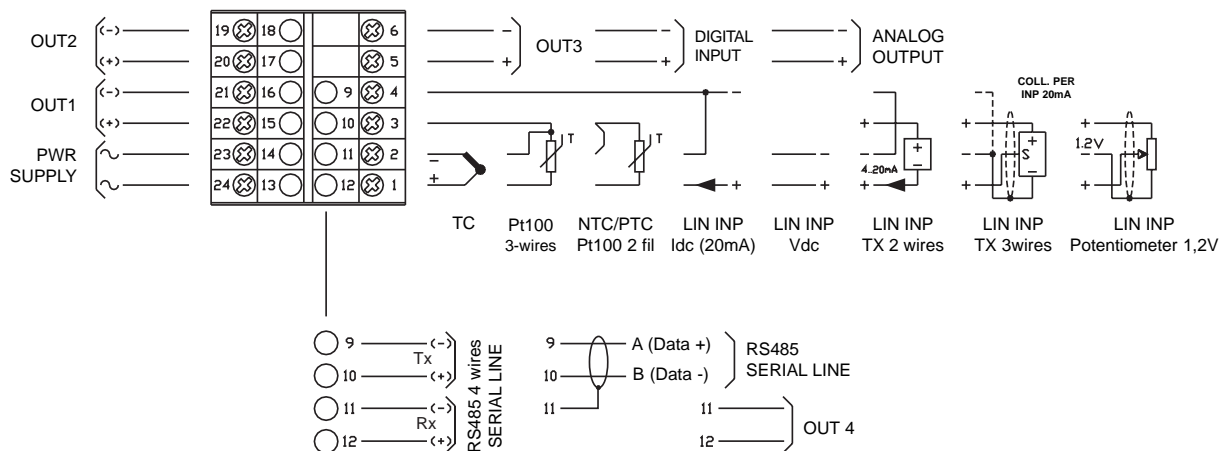 OUT2
(-)
(+)
OUT1
(-)
(+)
PWR
SUPPLY
19 18 6
20 17 5
21 16 9 4
22 15 10 3
23 14 11 2
24 13 12 1
-
+
OUT3
-
+
DIGITAL
INPUT
-
+
ANALOG
OUTPUT
-
+
TC
T
Pt100
3-wires
T
NTC/PTC
Pt100 2 fil
-
+
LIN INP
Idc (20mA)
-
+
LIN INP
Vdc
+
+
-
4..20mA
+
LIN INP
TX 2 wires
COLL. PER
INP 20mA
+
+
+
+
S
-
LIN INP
TX 3wires
+
1.2V
+
LIN INP
Potentiometer 1,2V
9 (-)
Tx
10 (+)
11 (-)
Rx
12 (+)
RS485 4 wires
SERIAL LINE
9 A (Data +)
10 B (Data -)
11
RS485
SERIAL LINE
11
12
OUT 4